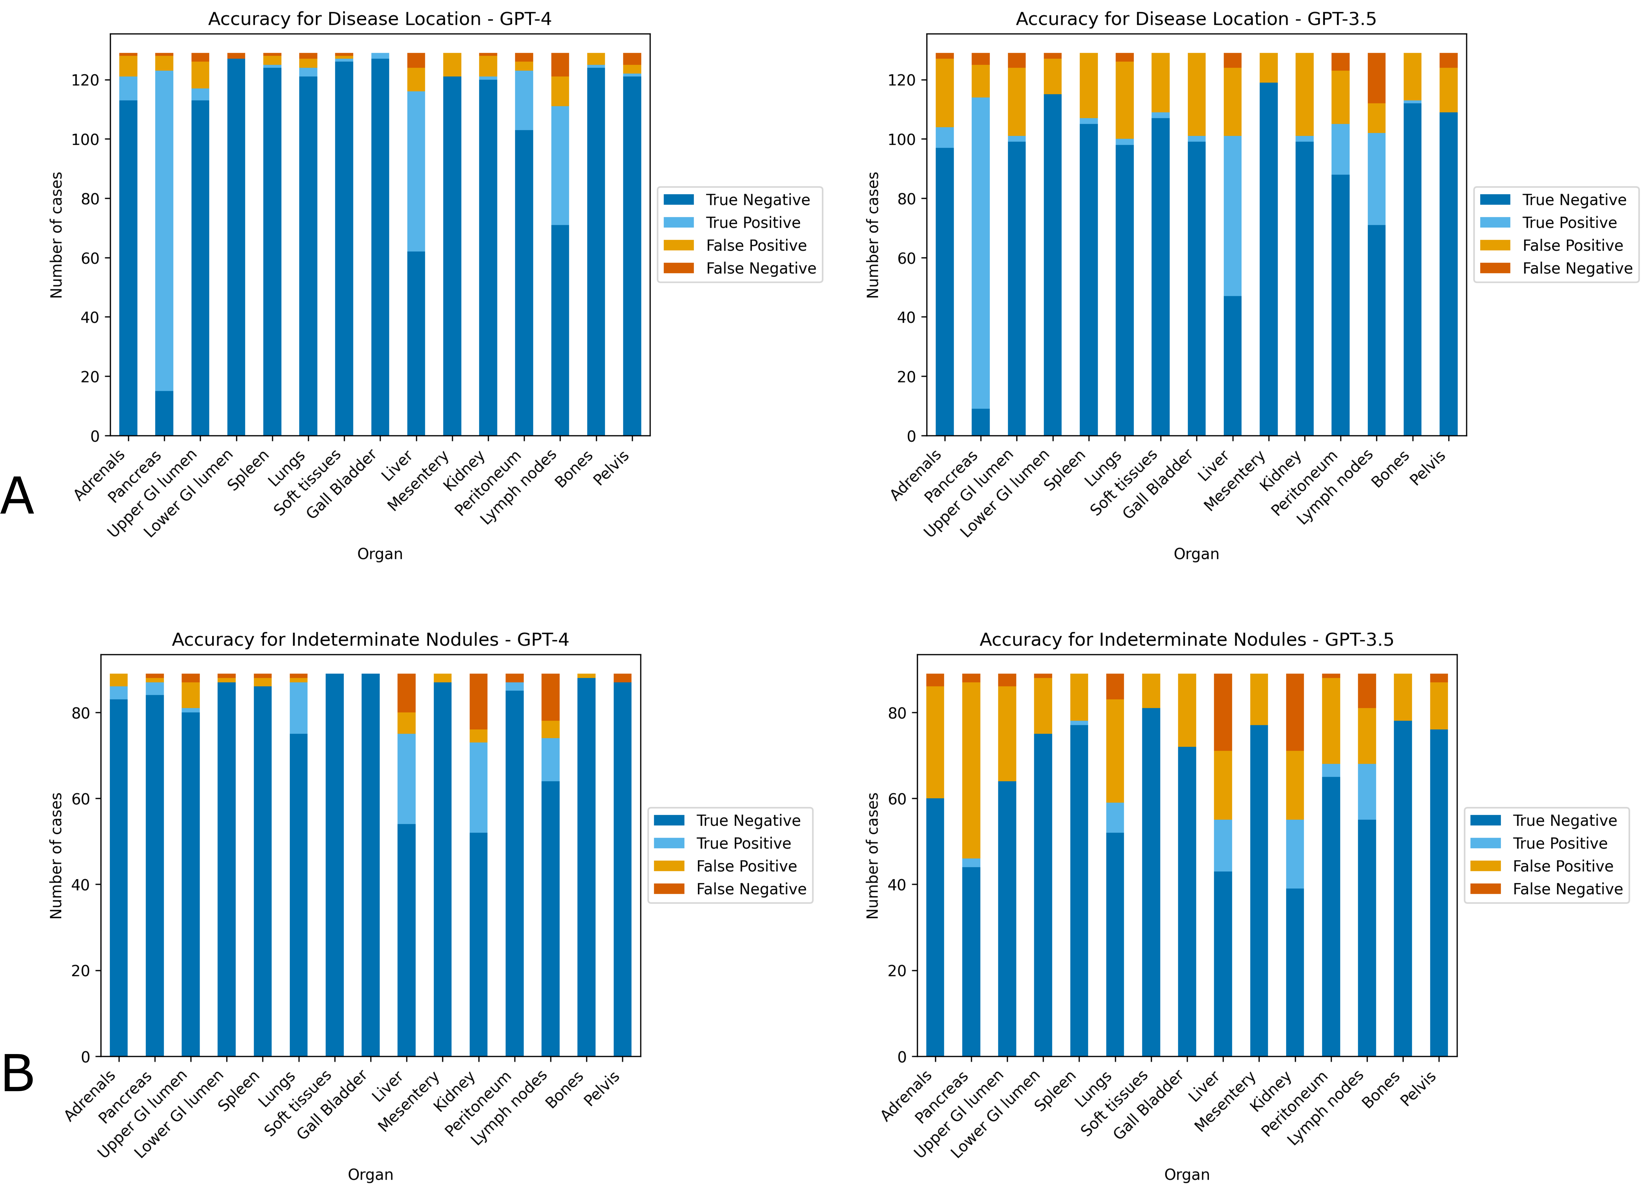 Accuracy for Disease Location - GPT-4
Number of cases
120
100
80
60
40
20
0
Adrenals
Pancreas
Upper GI lumen
Lower GI lumen
Spleen
Lungs
Soft tissues
Gall Bladder
Liver
Mesentery
Kidney
Peritoneum
Lymph nodes
Bones
Pelvis
Organ
True Negative
True Positive
False Positive
False Negative
Accuracy for Disease Location - GPT-3.5
Number of cases
120
100
80
60
40
20
0
Adrenals
Pancreas
Upper GI lumen
Lower GI lumen
Spleen
Lungs
Soft tissues
Gall Bladder
Liver
Mesentery
Kidney
Peritoneum
Lymph nodes
Bones
Pelvis
Organ
True Negative
True Positive
False Positive
False Negative
A
Accuracy for Indeterminate Nodules - GPT-4
Number of cases
80
60
40
20
0
Adrenals
Pancreas
Upper GI lumen
Lower GI lumen
Spleen
Lungs
Soft tissues
Gall Bladder
Liver
Mesentery
Kidney
Peritoneum
Lymph nodes
Bones
Pelvis
Organ
True Negative
True Positive
False Positive
False Negative
Accuracy for Indeterminate Nodules - GPT-3.5
Number of cases
80
60
40
20
0
Adrenals
Pancreas
Upper GI lumen
Lower GI lumen
Spleen
Lungs
Soft tissues
Gall Bladder
Liver
Mesentery
Kidney
Peritoneum
Lymph nodes
Bones
Pelvis
Organ
True Negative
True Positive
False Positive
False Negative
B